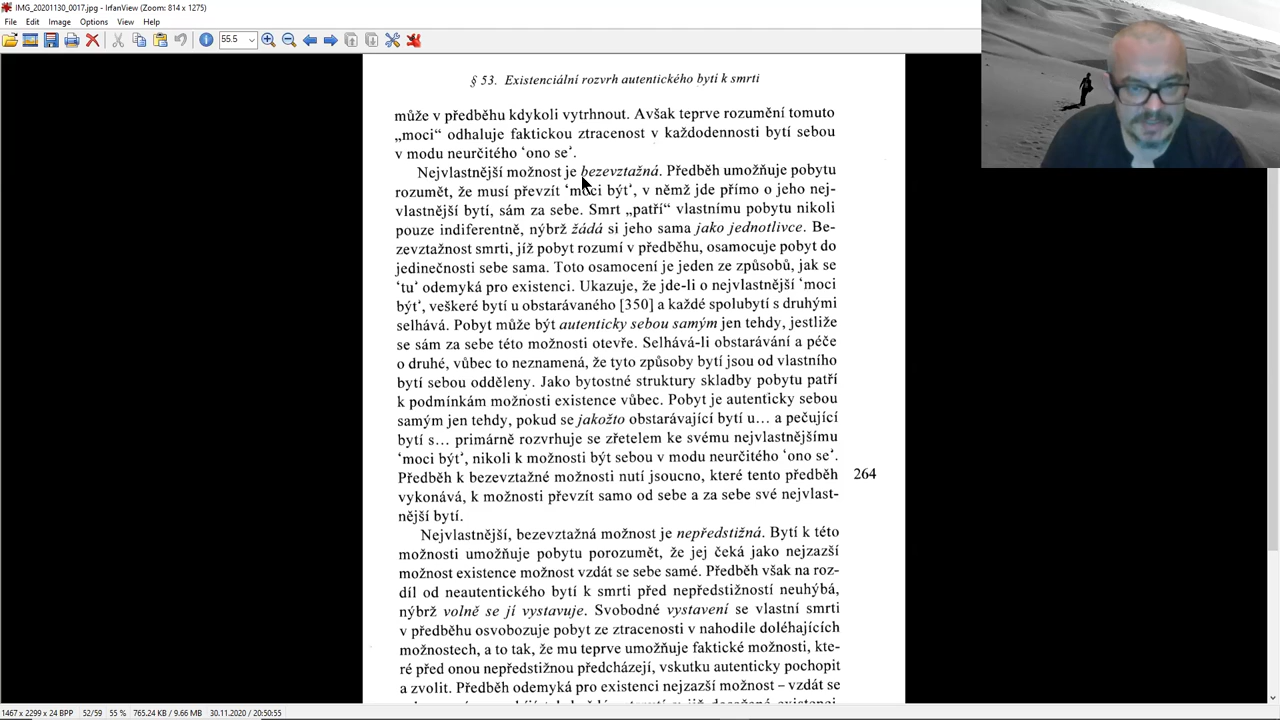 IMG_20201130_0017.jpg - IrfanView (Zoom: 814 x 1275)
File Edit Image Options View Help
55.5
§ 53. Existenciální rozvrh autentického bytí k smrti
může v předběhu kdykoli vytrhnout. Avšak teprve rozumění tomuto
„moci“ odhaluje faktickou ztracenost v každodennosti bytí sebou
v modu neurčitého ‘ono se’.
Nejvlastnější možnost je bezevztažná. Předběh umožňuje pobytu
rozumět, že musí převzít ‘moci být’, v němž jde přímo o jeho nej-
vlastnější bytí, sám za sebe. Smrt „patří“ vlastnímu pobytu nikoli
pouze indiferentně, nýbrž žádá si jeho sama jako jednotlivce. Be-
zevztažnost smrti, jíž pobyt rozumí v předběhu, osamocuje pobyt do
jedinečnosti sebe sama. Toto osamocení je jeden ze způsobů, jak se
‘tu’ odemyká pro existenci. Ukazuje, že jde-li o nejvlastnější ‘moci
být’, veškeré bytí u obstarávaného [350] a každé spolubytí s druhými
selhává. Pobyt může být autenticky sebou samým jen tehdy, jestliže
se sám za sebe této možnosti otevře. Selhává-li obstarávání a péče
o druhé, vůbec to neznamená, že tyto způsoby bytí jsou od vlastního
bytí sebou odděleny. Jako bytostné struktury skladby pobytu patří
k podmínkám možnosti existence vůbec. Pobyt je autenticky sebou
samým jen tehdy, pokud se jakožto obstarávající bytí u... a pečující
bytí s... primárně rozvrhuje se zřetelem ke svému nejvlastnějšímu
‘moci být’, nikoli k možnosti být sebou v modu neurčitého ‘ono se’.
Předběh k bezevztažné možnosti nutí jsoucno, které tento předběh 264
vykonává, k možnosti převzít samo od sebe a za sebe své nejvlast-
nější bytí.
Nejvlastnější, bezevztažná možnost je nepředstižná. Bytí k této
možnosti umožňuje pobytu porozumět, že jej čeká jako nejzazší
možnost existence možnost vzdát se sebe samé. Předběh však na roz-
díl od neautentického bytí k smrti před nepředstižností neuhýbá,
nýbrž volně se jí vystavuje. Svobodné vystavení se vlastní smrti
v předběhu osvobozuje pobyt ze ztracenosti v nahodile doléhajících
možnostech, a to tak, že mu teprve umožňuje faktické možnosti, kte-
ré před onou nepředstižnou předcházejí, vskutku autenticky pochopit
a zvolit. Předběh odemyká pro existenci nejzazší možnost – vzdát se
1467 x 2299 x 24 BPP 52/59 55 % 765.24 KB / 9.66 MB 30.11.2020 / 20:50:55